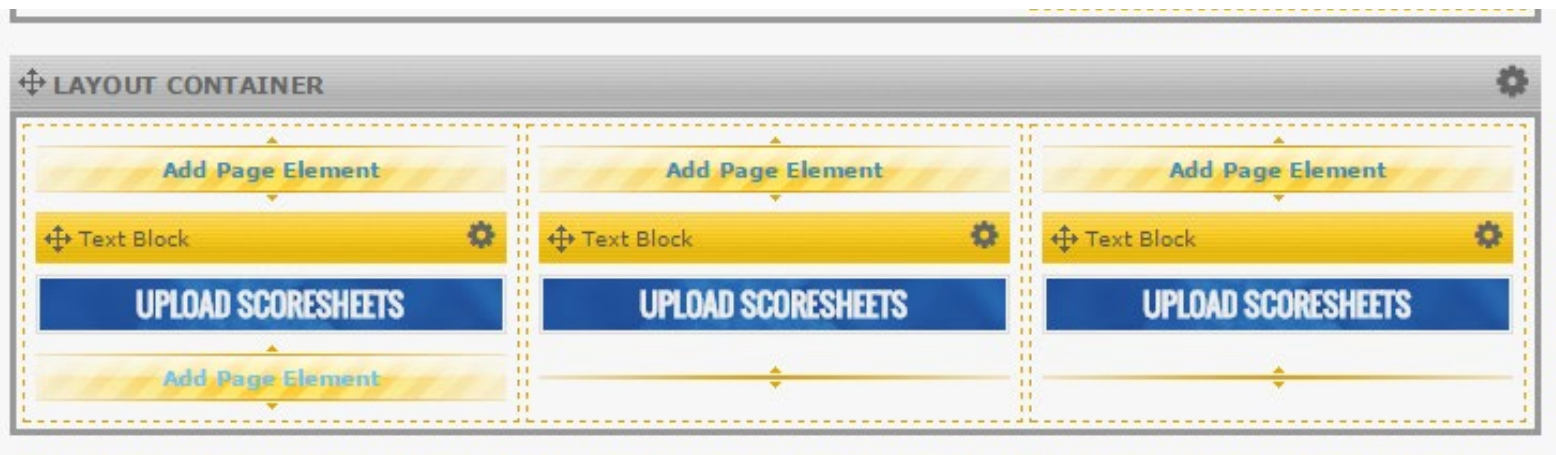 LAYOUT CONTAINER
Add Page Element Add Page Element Add Page Element
Text Block Text Block Text Block
UPLOAD SCORESHEETS UPLOAD SCORESHEETS UPLOAD SCORESHEETS
Add Page Element